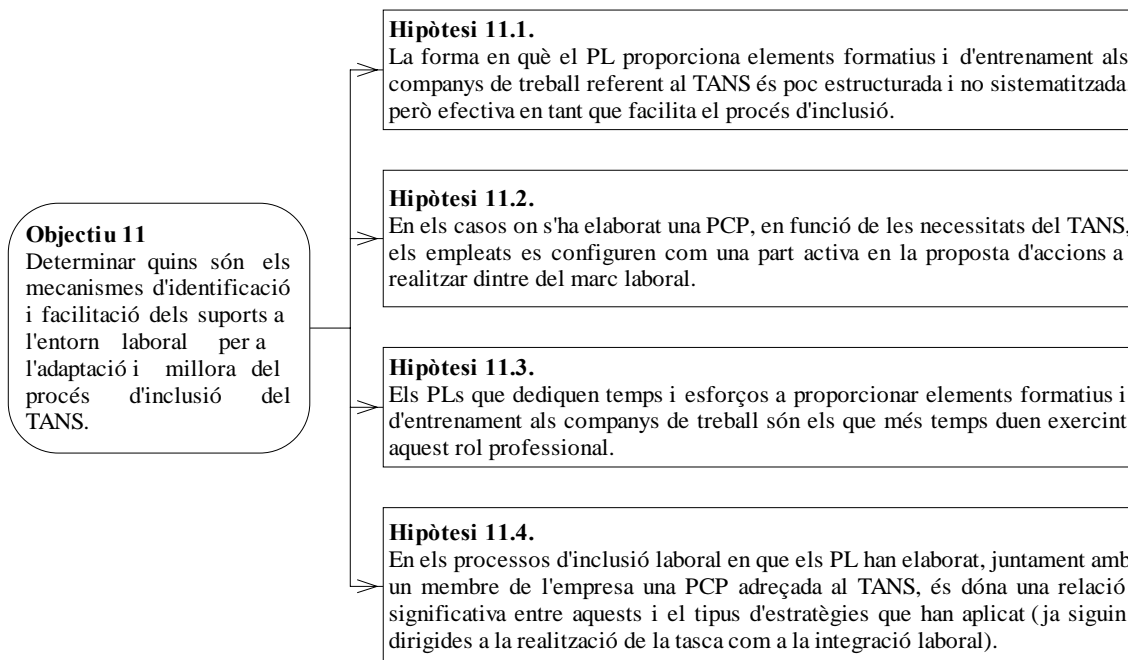 Objectiu 11
Determinar quins són els
mecanismes d'identificació
i facilitació dels suports a
l'entorn laboral per a
l'adaptació i millora del
procés d'inclusió del
TANS.
Hipòtesi 11.1.
La forma en què el PL proporciona elements formatius i d'entrenament als
companys de treball referent al TANS és poc estructurada i no sistematitzada
però efectiva en tant que facilita el procés d'inclusió.
Hipòtesi 11.2.
En els casos on s'ha elaborat una PCP, en funció de les necessitats del TANS,
els empleats es configuren com una part activa en la proposta d'accions a
realitzar dintre del marc laboral.
Hipòtesi 11.3.
Els PLs que dediquen temps i esforços a proporcionar elements formatius i
d'entrenament als companys de treball són els que més temps duen exercint
aquest rol professional.
Hipòtesi 11.4.
En els processos d'inclusió laboral en que els PL han elaborat, juntament amb
un membre de l'empresa una PCP adreçada al TANS, és dóna una relació
significativa entre aquests i el tipus d'estratègies que han aplicat (ja siguin
dirigides a la realització de la tasca com a la integració laboral).